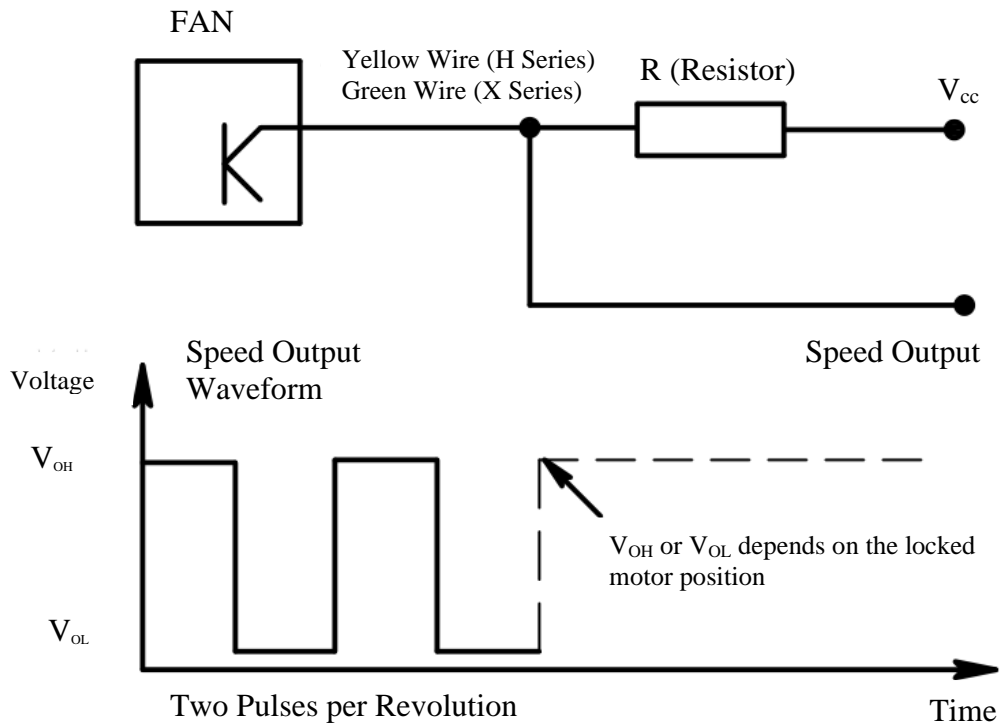 FAN
Yellow Wire (H Series)
Green Wire (X Series)
R (Resistor)
Vcc
Speed Output
Waveform
Speed Output
Voltage
VOH
VOH or VOL depends on the locked
motor position
VOL
Two Pulses per Revolution
Time